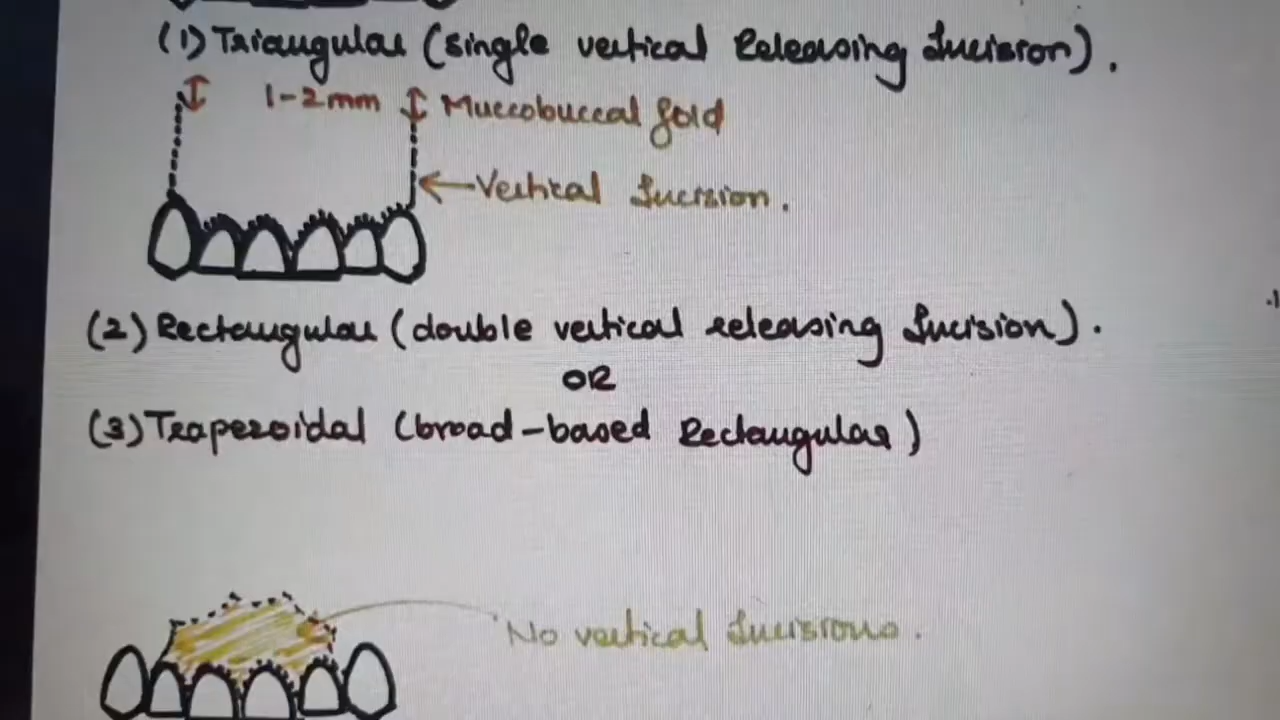 (1) Triangular (single vertical Releasing Incision).
1-2mm Muccobuccal fold
Vertical Incision.
(2) Rectangular (double vertical releasing Incision).
OR
(3) Trapezoidal (broad-based Rectangular)
No vertical Incisions.